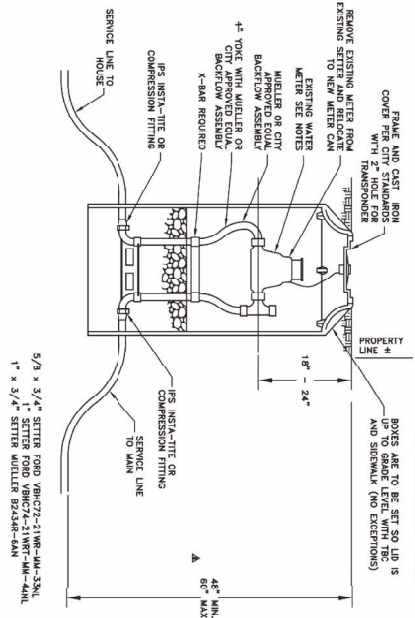 SERVICE LINE TO
HOUSE
IPS INSTA-TITE OR
COMPRESSION FITTING
4" YOKE WITH MUELLER OR
CITY APPROVED EQUAL
BACKFLOW ASSEMBLY
X-BAR REQUIRED
MUELLER OR CITY
APPROVED EQUAL
BACKFLOW ASSEMBLY
EXISTING WATER
METER SEE NOTES
REMOVE EXISTING METER FROM
EXISTING SETTER AND RELOCATE
TO NEW METER CAN
FRAME AND CAST IRON
COVER PER CITY STANDARDS
WITH 2" HOLE FOR
TRANSPONDER
PROPERTY
LINE ±
18" - 24"
BOXES ARE TO BE SET SO LID IS
UP TO GRADE LEVEL WITH TBC
AND SIDEWALK (NO EXCEPTIONS)
IPS INSTA-TITE OR
COMPRESSION FITTING
SERVICE LINE
TO MAIN
48" MIN.
60" MAX
5/8 x 3/4" SETTER FORD VBHC72-21WR-MM-33NL
1" SETTER FORD VBHC74-21WRT-MM-44NL
1" x 3/4" SETTER MUELLER B2434R-6AN